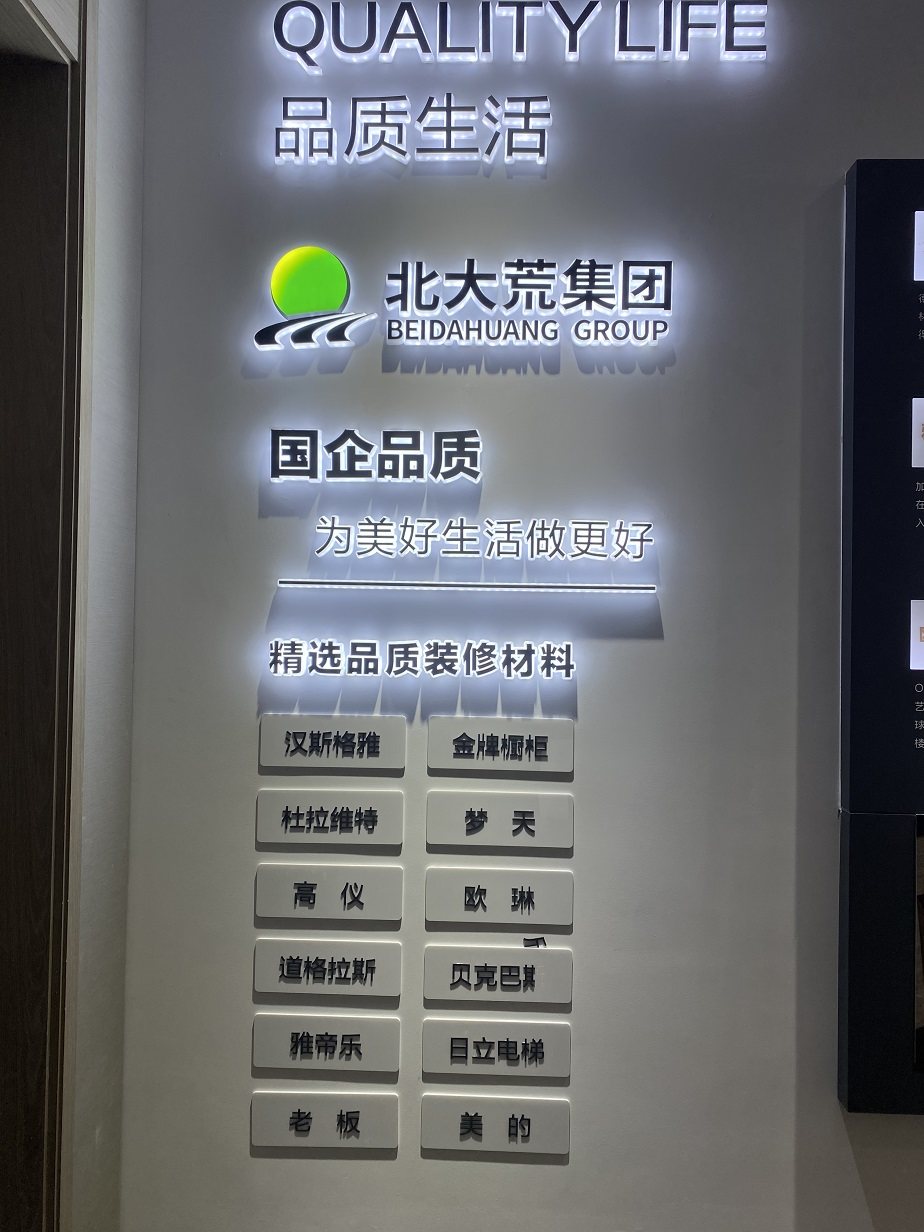 QUALITY LIFE
品质生活
北大荒集团
BEIDAHUANG GROUP
国企品质
为美好生活做更好
精选品质装修材料
汉斯格雅 金牌橱柜
杜拉维特 梦天
高仪 欧琳
道格拉斯 贝克巴斯
雅帝乐 日立电梯
老板 美的